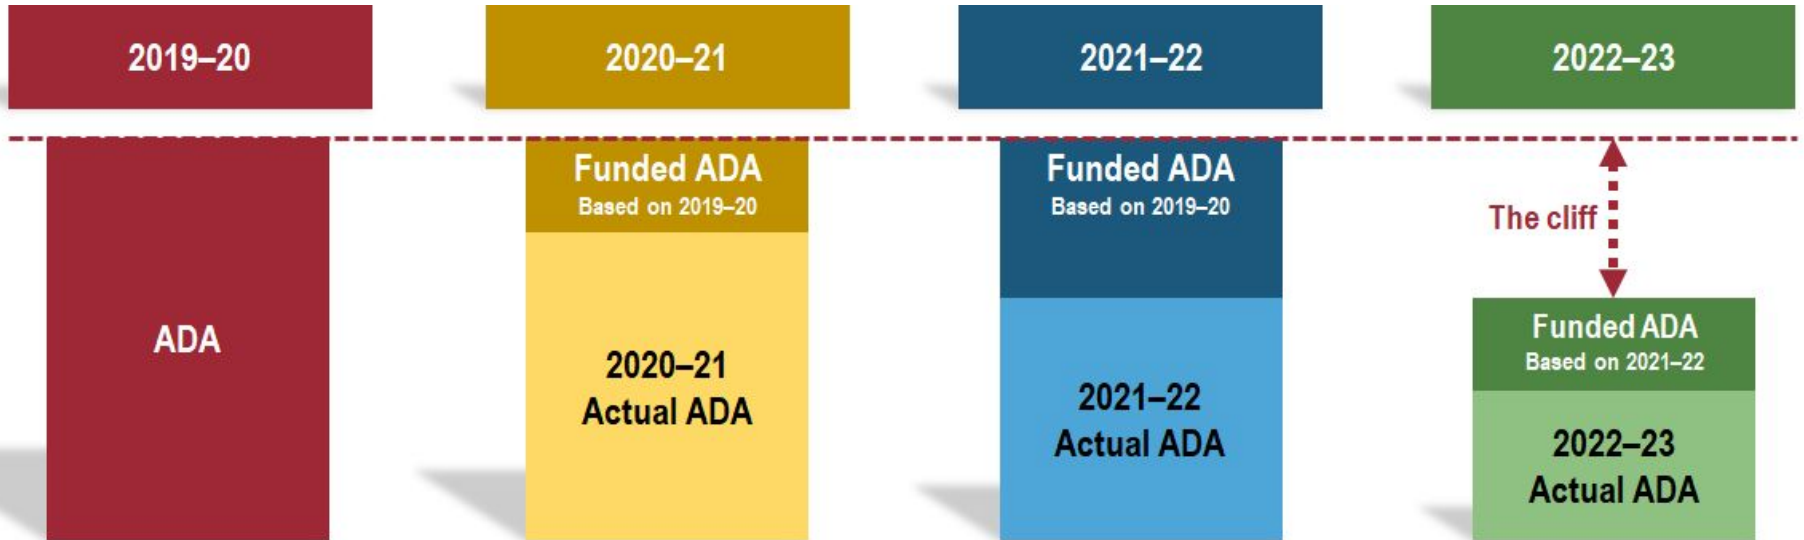 2019–20
2020–21
2021–22
2022–23
ADA
Funded ADA
Based on 2019–20
2020–21
Actual ADA
Funded ADA
Based on 2019–20
2021–22
Actual ADA
The cliff
Funded ADA
Based on 2021–22
2022–23
Actual ADA